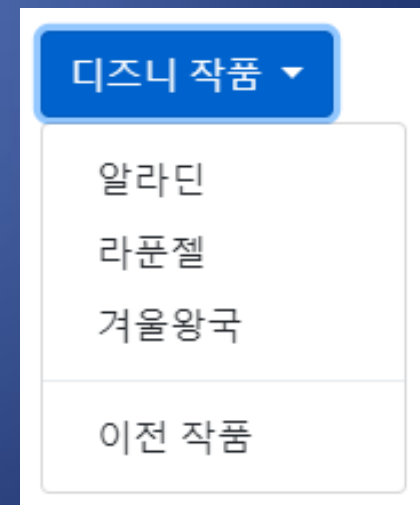 디즈니 작품
알라딘
라푼젤
겨울왕국
이전 작품